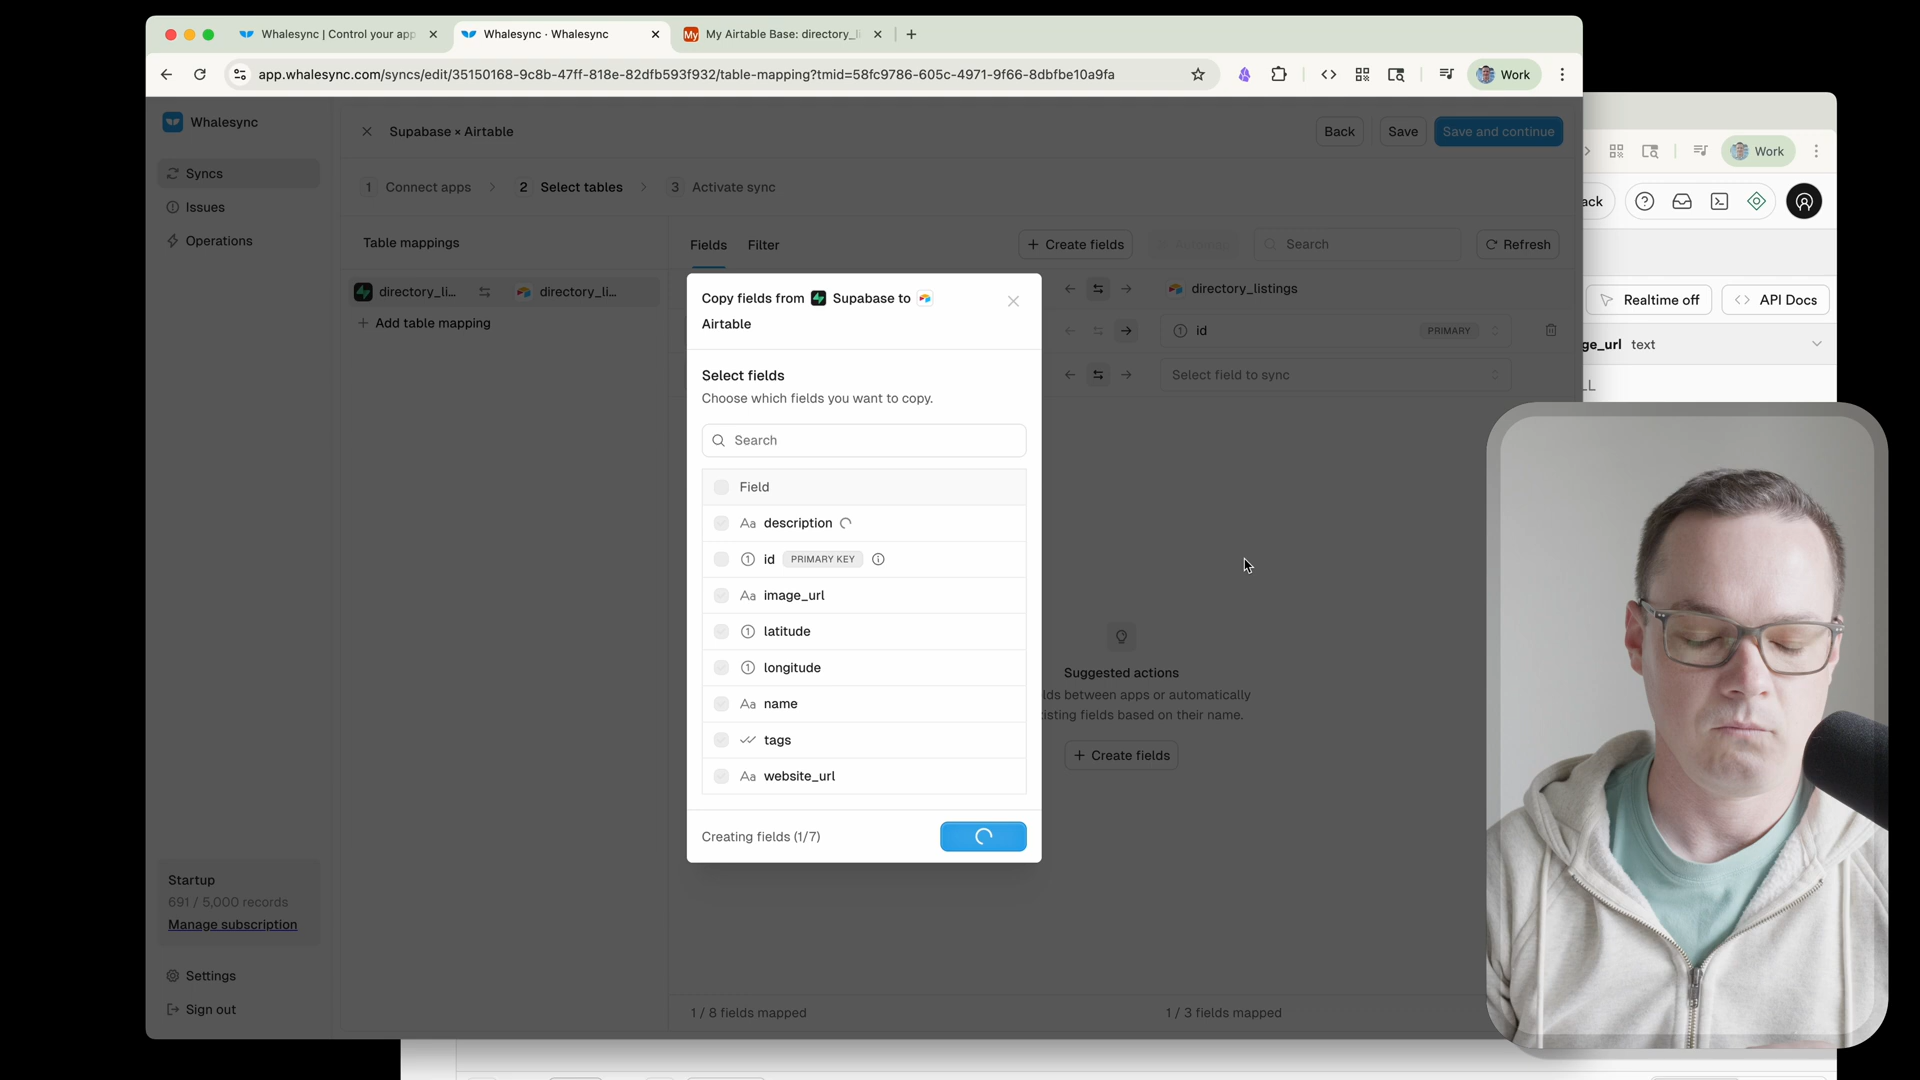 Whalesync | Control your app
Whalesync · Whalesync
My Airtable Base: directory_li
app.whalesync.com/syncs/edit/35150168-9c8b-47ff-818e-82dfb593f932/table-mapping?tmid=58fc9786-605c-4971-9f66-8dbfbe10a9fa
Work
Work
Whalesync
Supabase × Airtable
Back
Save
Save and continue
Syncs
Issues
Operations
1 Connect apps
2 Select tables
3 Activate sync
ack
Table mappings
Fields
Filter
+ Create fields
Search
Refresh
directory_li...
directory_li...
+ Add table mapping
directory_listings
id
PRIMARY
Select field to sync
Realtime off
API Docs
ge_url text
LL
Copy fields from Supabase to
Airtable
Select fields
Choose which fields you want to copy.
Search
Field
Aa description
id PRIMARY KEY
Aa image_url
latitude
longitude
Aa name
tags
Aa website_url
Creating fields (1/7)
Suggested actions
lds between apps or automatically
isting fields based on their name.
+ Create fields
Startup
691 / 5,000 records
Manage subscription
Settings
Sign out
1 / 8 fields mapped
1 / 3 fields mapped